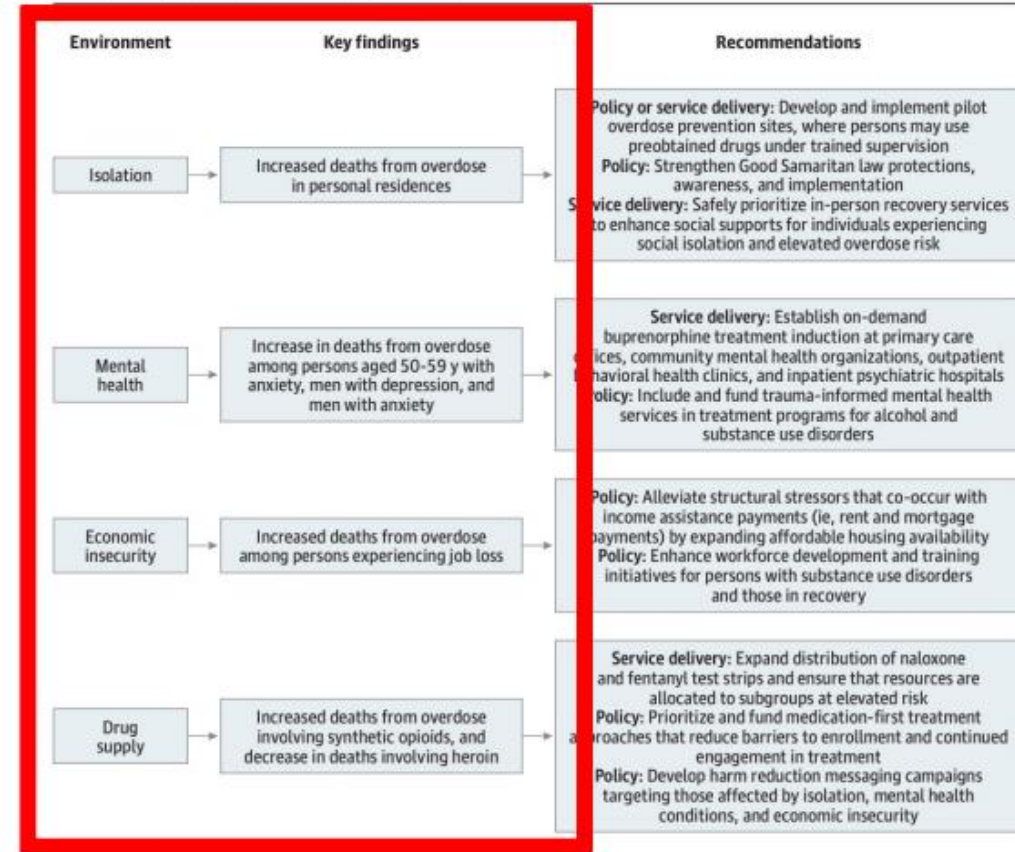 Environment
Key findings
Recommendations
Isolation
Increased deaths from overdose
in personal residences
Policy or service delivery: Develop and implement pilot
overdose prevention sites, where persons may use
preobtained drugs under trained supervision
Policy: Strengthen Good Samaritan law protections,
awareness, and implementation
Service delivery: Safely prioritize in-person recovery services
to enhance social supports for individuals experiencing
social isolation and elevated overdose risk
Mental
health
Increase in deaths from overdose
among persons aged 50-59 y with
anxiety, men with depression, and
men with anxiety
Service delivery: Establish on-demand
buprenorphine treatment induction at primary care
offices, community mental health organizations, outpatient
behavioral health clinics, and inpatient psychiatric hospitals
Policy: Include and fund trauma-informed mental health
services in treatment programs for alcohol and
substance use disorders
Economic
insecurity
Increased deaths from overdose
among persons experiencing job loss
Policy: Alleviate structural stressors that co-occur with
income assistance payments (ie, rent and mortgage
payments) by expanding affordable housing availability
Policy: Enhance workforce development and training
initiatives for persons with substance use disorders
and those in recovery
Drug
supply
Increased deaths from overdose
involving synthetic opioids, and
decrease in deaths involving heroin
Service delivery: Expand distribution of naloxone
and fentanyl test strips and ensure that resources are
allocated to subgroups at elevated risk
Policy: Prioritize and fund medication-first treatment
approaches that reduce barriers to enrollment and continued
engagement in treatment
Policy: Develop harm reduction messaging campaigns
targeting those affected by isolation, mental health
conditions, and economic insecurity